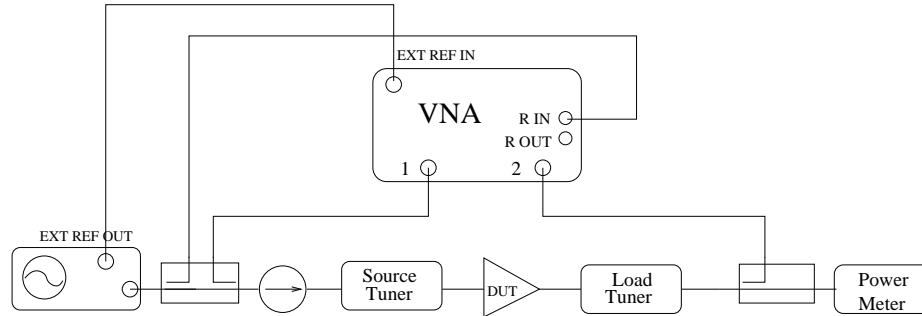 EXT REF IN
VNA
R IN
R OUT
1
2
EXT REF OUT
Source
Tuner
DUT
Load
Tuner
Power
Meter